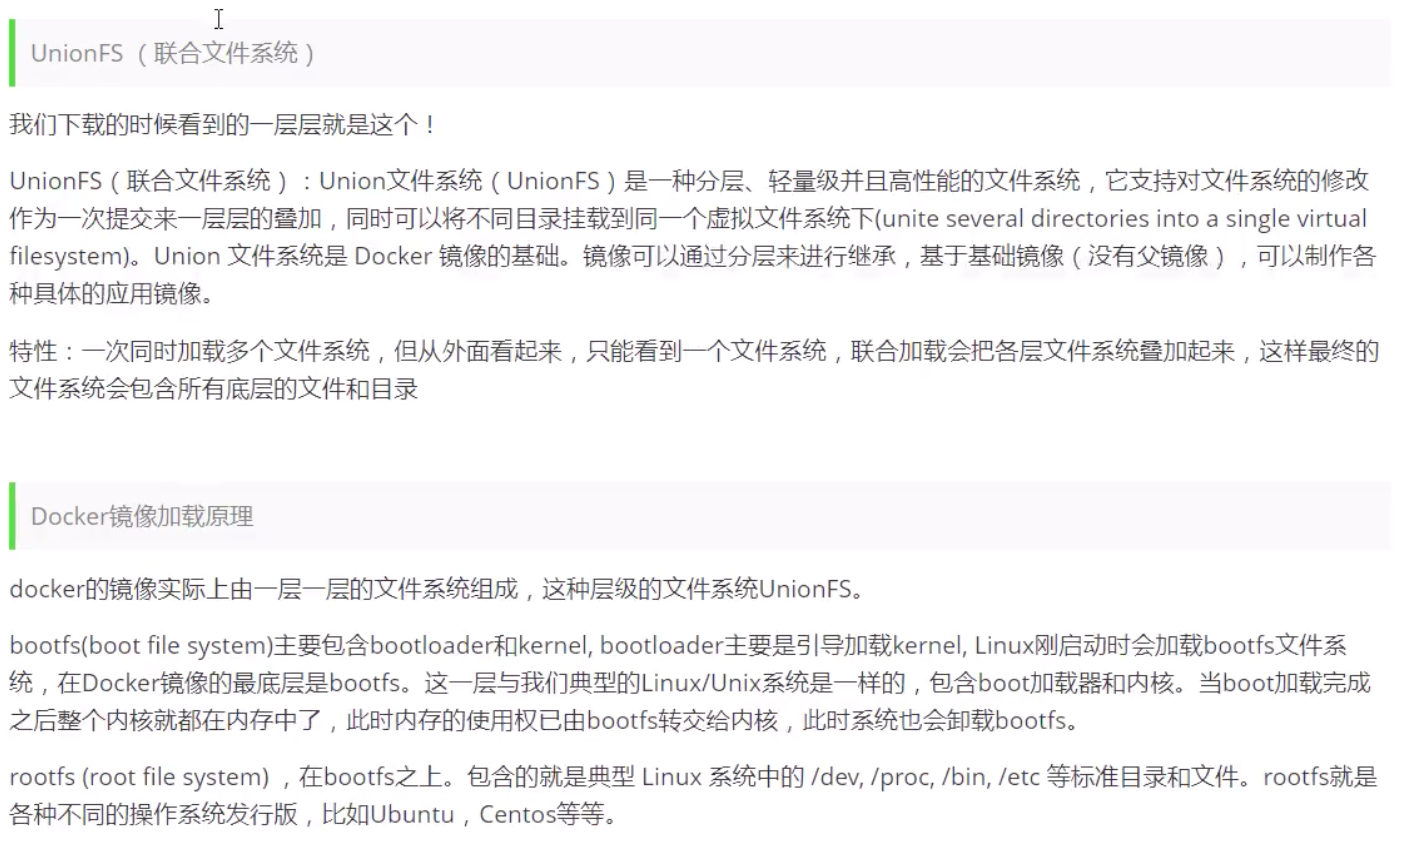 UnionFS （联合文件系统）
我们下载的时候看到的一层层就是这个！
UnionFS（联合文件系统）：Union文件系统（UnionFS）是一种分层、轻量级并且高性能的文件系统，它支持对文件系统的修改
作为一次提交来一层层的叠加，同时可以将不同目录挂载到同一个虚拟文件系统下(unite several directories into a single virtual
filesystem)。Union 文件系统是 Docker 镜像的基础。镜像可以通过分层来进行继承，基于基础镜像（没有父镜像），可以制作各
种具体的应用镜像。
特性：一次同时加载多个文件系统，但从外面看起来，只能看到一个文件系统，联合加载会把各层文件系统叠加起来，这样最终的
文件系统会包含所有底层的文件和目录
Docker镜像加载原理
docker的镜像实际上由一层一层的文件系统组成，这种层级的文件系统UnionFS。
bootfs(boot file system)主要包含bootloader和kernel, bootloader主要是引导加载kernel, Linux刚启动时会加载bootfs文件系
统，在Docker镜像的最底层是bootfs。这一层与我们典型的Linux/Unix系统是一样的，包含boot加载器和内核。当boot加载完成
之后整个内核就都在内存中了，此时内存的使用权已由bootfs转交给内核，此时系统也会卸载bootfs。
rootfs (root file system) ，在bootfs之上。包含的就是典型 Linux 系统中的 /dev, /proc, /bin, /etc 等标准目录和文件。rootfs就是
各种不同的操作系统发行版，比如Ubuntu，Centos等等。